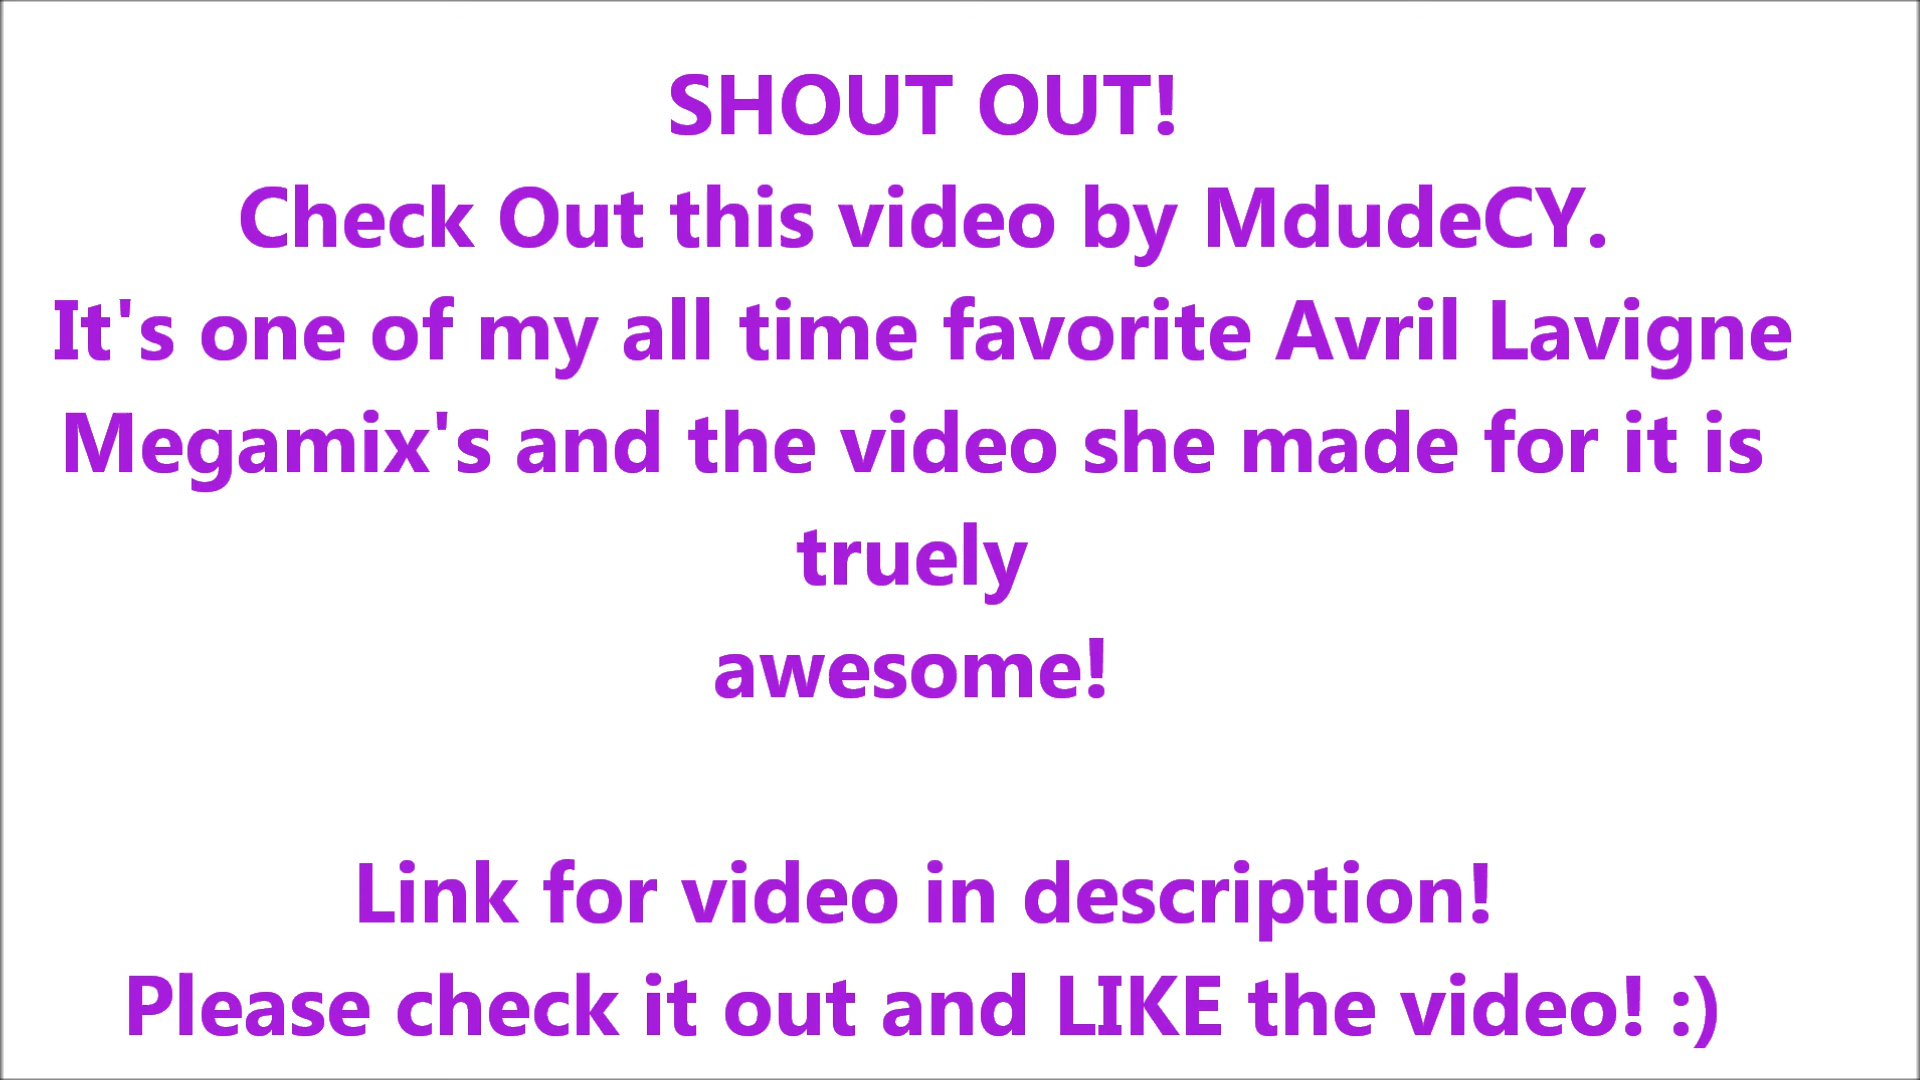 SHOUT OUT!
Check Out this video by MdudeCY.
It's one of my all time favorite Avril Lavigne
Megamix's and the video she made for it is
truely
awesome!
Link for video in description!
Please check it out and LIKE the video! :)